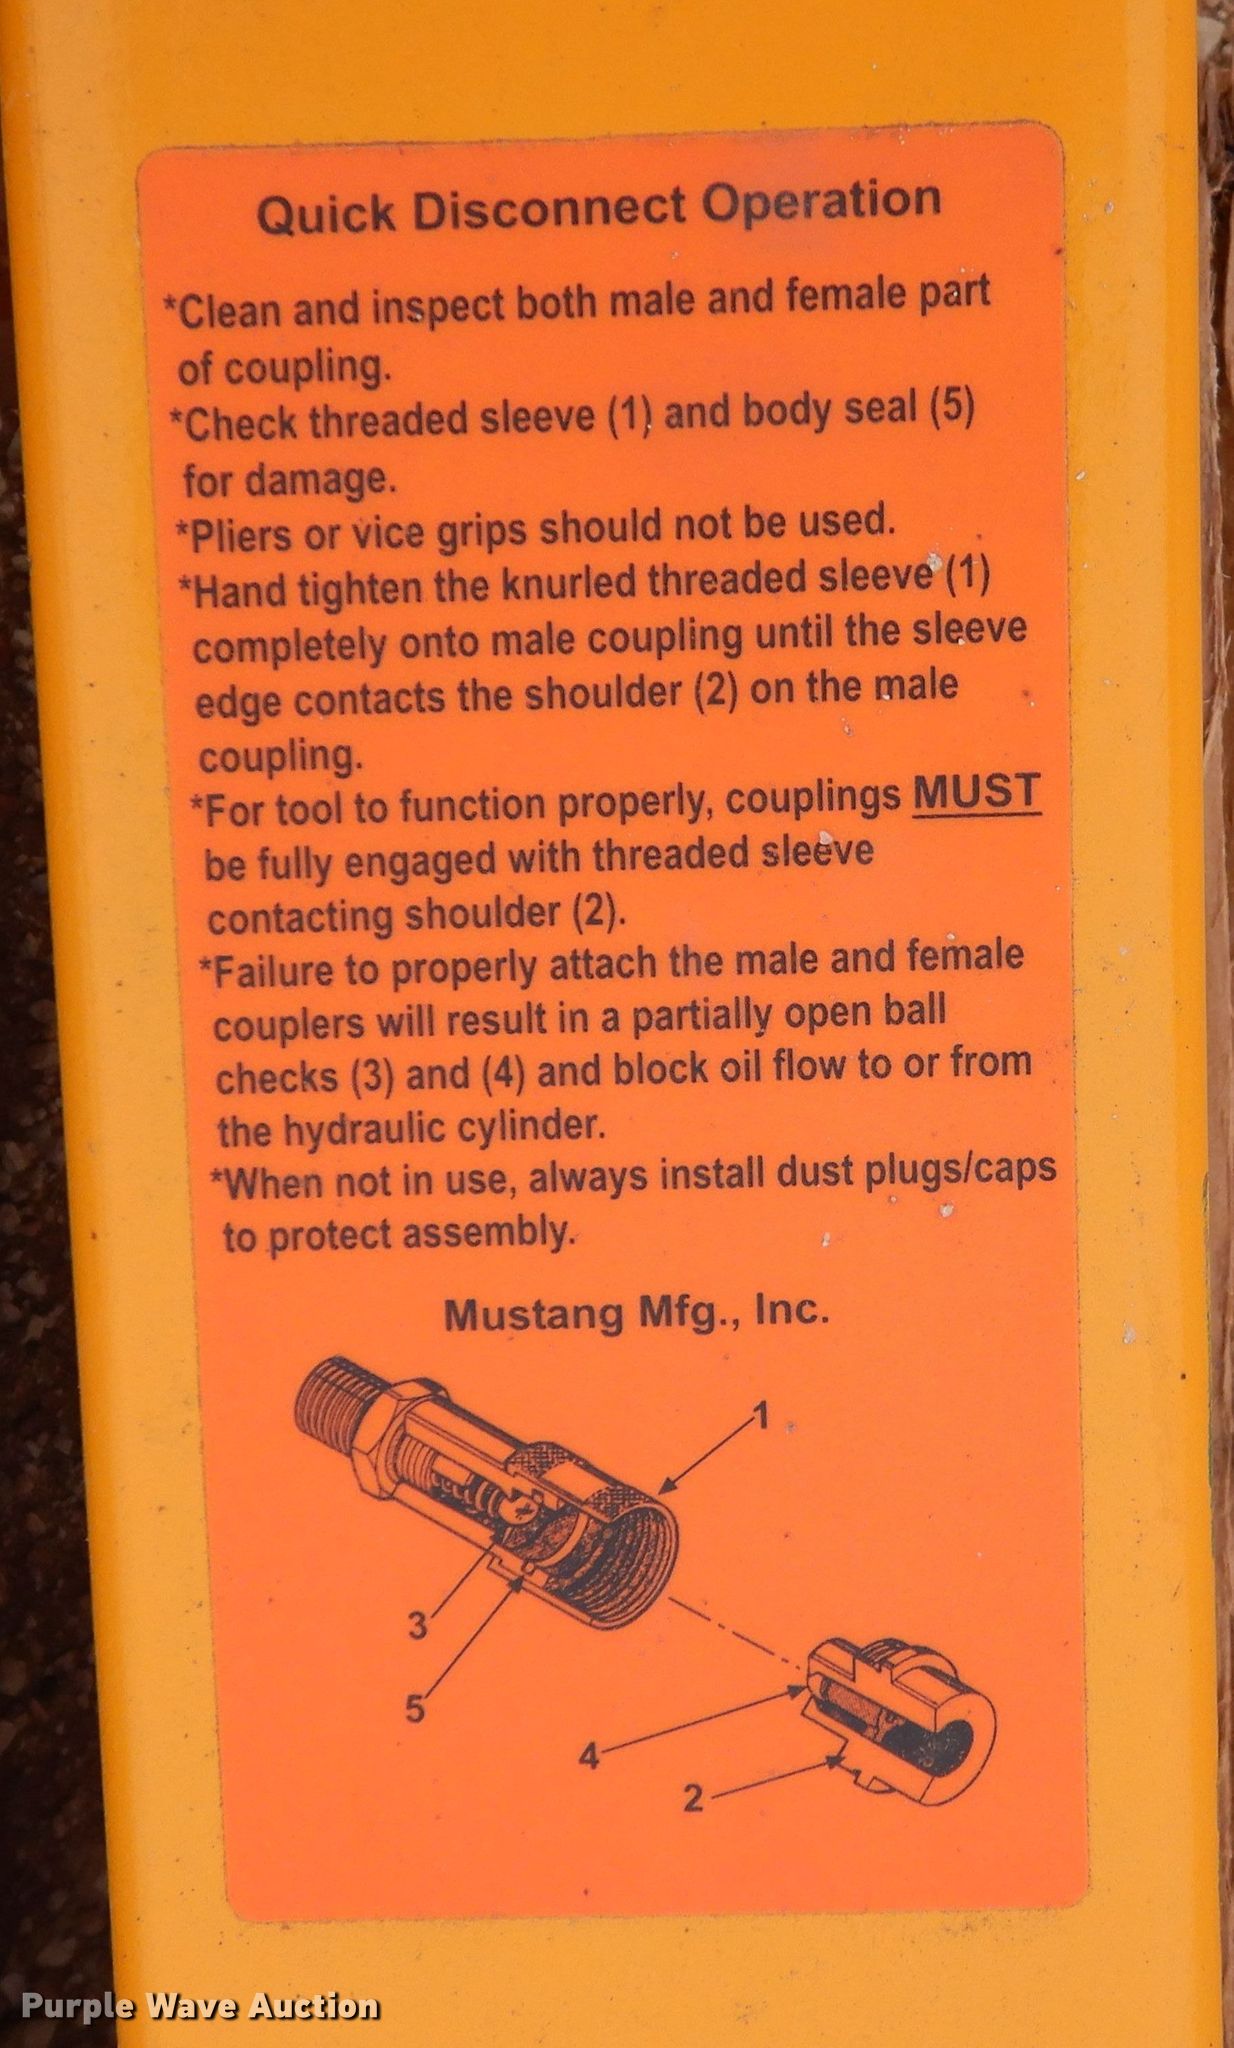 Quick Disconnect Operation
*Clean and inspect both male and female part
of coupling.
*Check threaded sleeve (1) and body seal (5)
for damage.
*Pliers or vice grips should not be used.
*Hand tighten the knurled threaded sleeve (1)
completely onto male coupling until the sleeve
edge contacts the shoulder (2) on the male
coupling.
*For tool to function properly, couplings MUST
be fully engaged with threaded sleeve
contacting shoulder (2).
*Failure to properly attach the male and female
couplers will result in a partially open ball
checks (3) and (4) and block oil flow to or from
the hydraulic cylinder.
*When not in use, always install dust plugs/caps
to protect assembly.
Mustang Mfg., Inc.
1
3
5
4
2
Purple Wave Auction